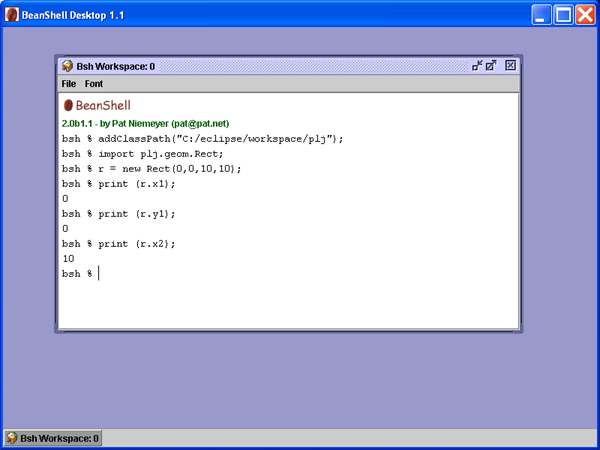 BeanShell Desktop 1.1
Bsh Workspace: 0
File Font
BeanShell
2.0b1.1 - by Pat Niemeyer (pat@pat.net)
bsh % addClassPath("C:/eclipse/workspace/plj");
bsh % import plj.geom.Rect;
bsh % r = new Rect(0,0,10,10);
bsh % print (r.x1);
0
bsh % print (r.y1);
0
bsh % print (r.x2);
10
bsh %
Bsh Workspace: 0